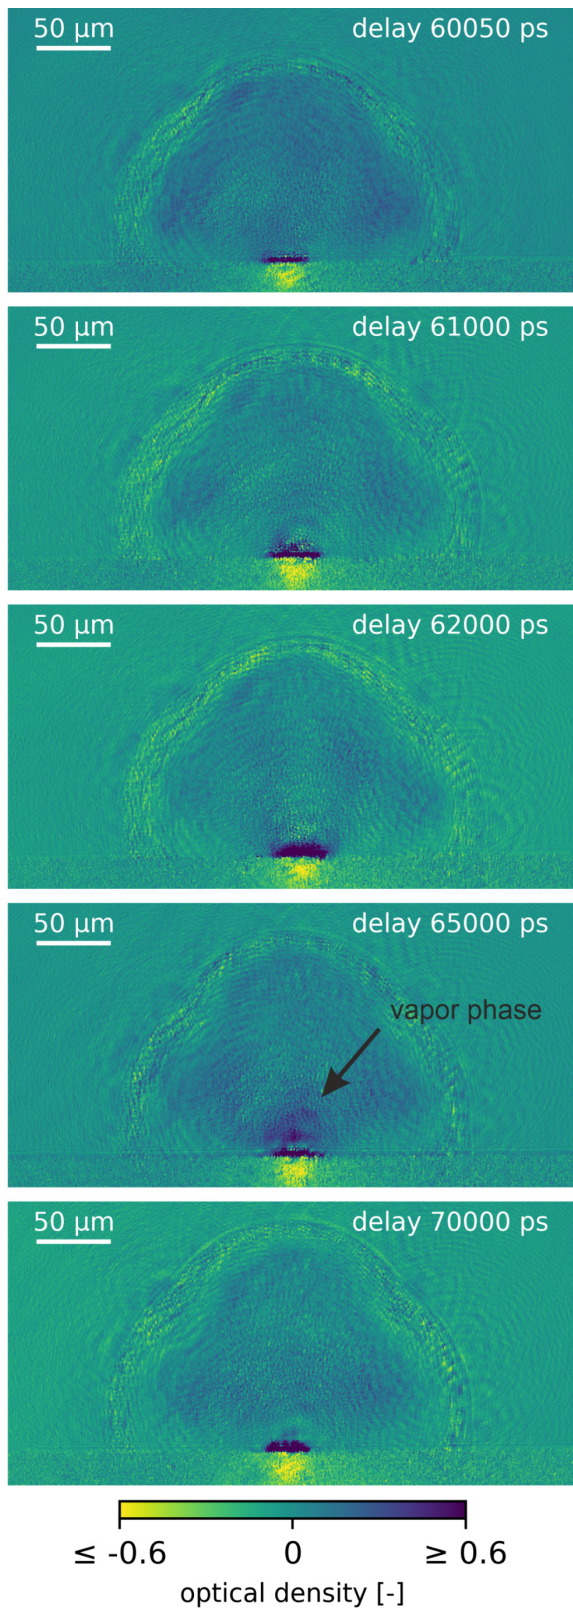 50 µm delay 60050 ps
50 µm delay 61000 ps
50 µm delay 62000 ps
50 µm delay 65000 ps
vapor phase
50 µm delay 70000 ps
≤ -0.6 0 ≥ 0.6
optical density [-]